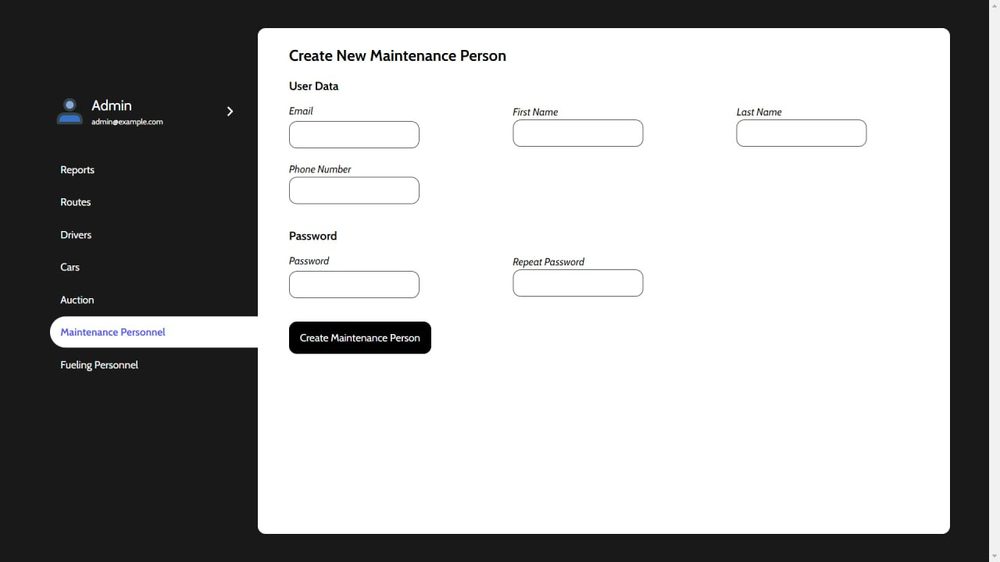 Admin
admin@example.com
Reports
Routes
Drivers
Cars
Auction
Maintenance Personnel
Fueling Personnel
Create New Maintenance Person
User Data
Email
First Name
Last Name
Phone Number
Password
Password
Repeat Password
Create Maintenance Person